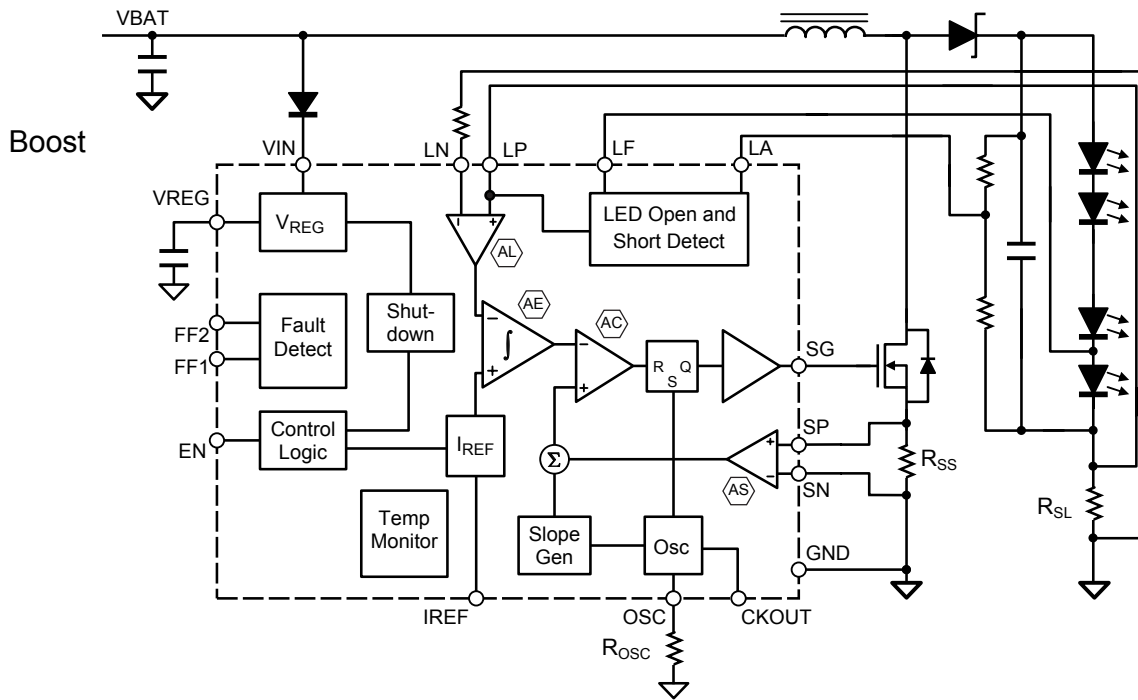 VBAT
Boost
VIN
LN
LP
LF
LA
VREG
VREG
LED Open and
Short Detect
AL
Shut-
down
AE
AC
FF2
FF1
Fault
Detect
−
+
−
∫
+
−
+
R
S
Q
SG
EN
Control
Logic
IREF
Σ
SP
SN
+
−
AS
RSS
RSL
Temp
Monitor
Slope
Gen
Osc
GND
IREF
OSC
CKOUT
ROSC